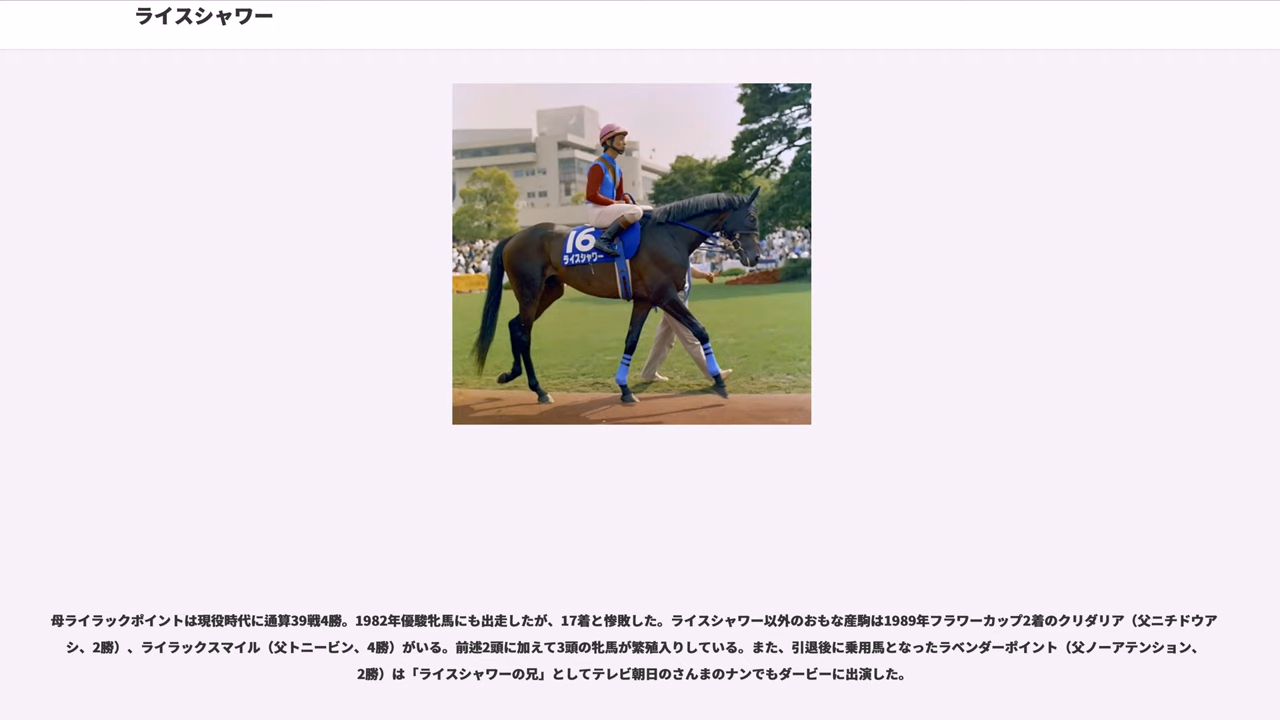 ライスシャワー
16
ライスシャワー
母ライラックポイントは現役時代に通算39戦4勝。1982年優駿牝馬にも出走したが、17着と惨敗した。ライスシャワー以外のおもな産駒は1989年フラワーカップ2着のクリダリア（父ニチドウア
シ、2勝）、ライラックスマイル（父トニービン、4勝）がいる。前述2頭に加えて3頭の牝馬が繁殖入りしている。また、引退後に乗用馬となったラベンダーポイント（父ノーアテンション、
2勝）は「ライスシャワーの兄」としてテレビ朝日のさんまのナンでもダービーに出演した。